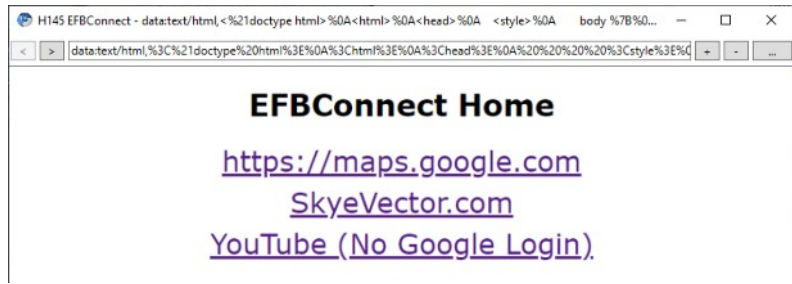 H145 EFBConnect - data:text/html,<%21doctype html> %0A<html> %0A<head> %0A <style> %0A body %7B%0...
< > data:text/html,%3C%21doctype%20html%3E%0A%3Chtml%3E%0A%3Chead%3E%0A%20%20%20%20%3Cstyle%3E%0 + - ...
EFBConnect Home
https://maps.google.com
SkyeVector.com
YouTube (No Google Login)